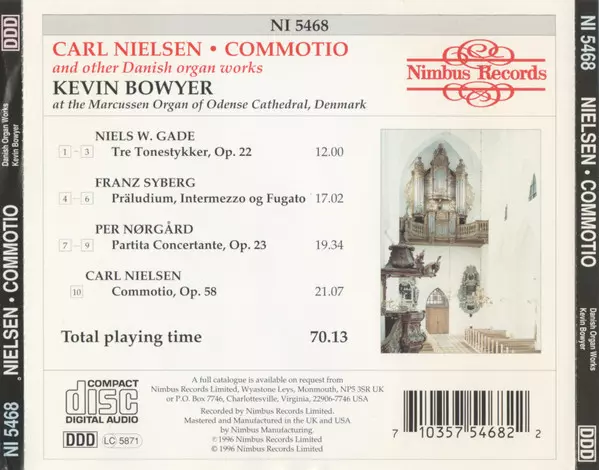 NI 5468
CARL NIELSEN • COMMOTIO
and other Danish organ works
KEVIN BOWYER
at the Marcussen Organ of Odense Cathedral, Denmark
Nimbus Records
NIELS W. GADE
1 – 3 Tre Tonestykker, Op. 22 12.00
FRANZ SYBERG
4 – 6 Präludium, Intermezzo og Fugato 17.02
PER NØRGÅRD
7 – 9 Partita Concertante, Op. 23 19.34
CARL NIELSEN
10 Commotio, Op. 58 21.07
Total playing time 70.13
COMPACT
disc
DIGITAL AUDIO
DDD LC 5871
A full catalogue is available on request from
Nimbus Records Limited, Wyastone Leys, Monmouth, NP5 3SR UK
or P.O. Box 7746, Charlottesville, Virginia, 22906-7746 USA
Recorded by Nimbus Records Limited.
Mastered and Manufactured in the UK and USA
by Nimbus Manufacturing.
℗1996 Nimbus Records Limited
©1996 Nimbus Records Limited
7 10357 54682 2
DDD
Danish Organ Works
Kevin Bowyer
NIELSEN • COMMOTIO
NI 5468
NI 5468
NIELSEN • COMMOTIO
Danish Organ Works
Kevin Bowyer
DDD